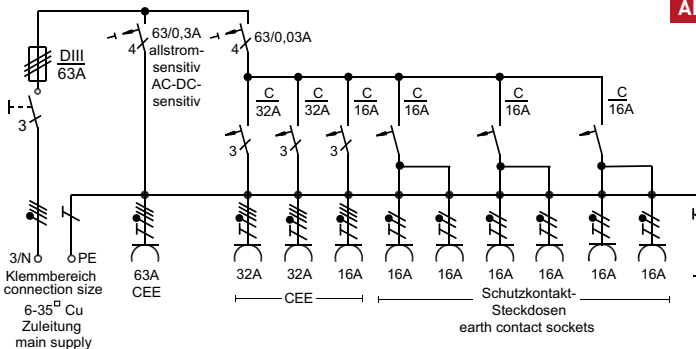 AI
DIII
63A
3
63/0,3A
4
allstrom-
sensitiv
AC-DC-
sensitiv
63/0,03A
4
C
32A
C
32A
C
16A
C
16A
C
16A
C
16A
3
3
3
3/N
PE
Klemmbereich
connection size
6-35□ Cu
Zuleitung
main supply
63A
CEE
32A
32A
16A
16A
16A
16A
16A
16A
16A
CEE
Schutzkontakt-
Steckdosen
earth contact sockets